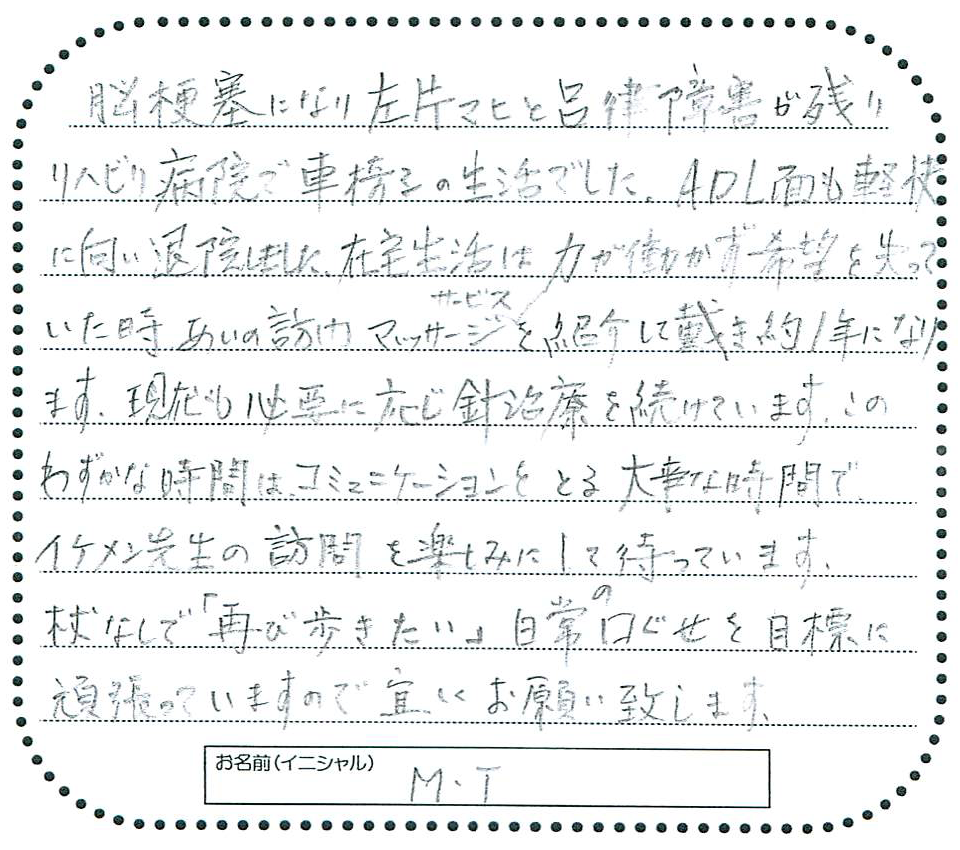 脳梗塞になり左片マヒと呂律障害が残り
リハビリ病院で車椅子の生活でした。ADL面も軽快
に向い退院しました。在宅生活は力が働かず希望を失って
いた時 あいの訪問マッサージサービスを紹介して戴き約1年になり
ます。現在も必要に応じ針治療を続けています。この
わずかな時間は、コミュニケーションをとる大事な時間で、
イケメン先生の訪問を楽しみにして待っています。
杖なしで「再び歩きたい」日常の口ぐせを目標に
頑張っていますので宜しくお願い致します。
お名前(イニシャル)
M・T